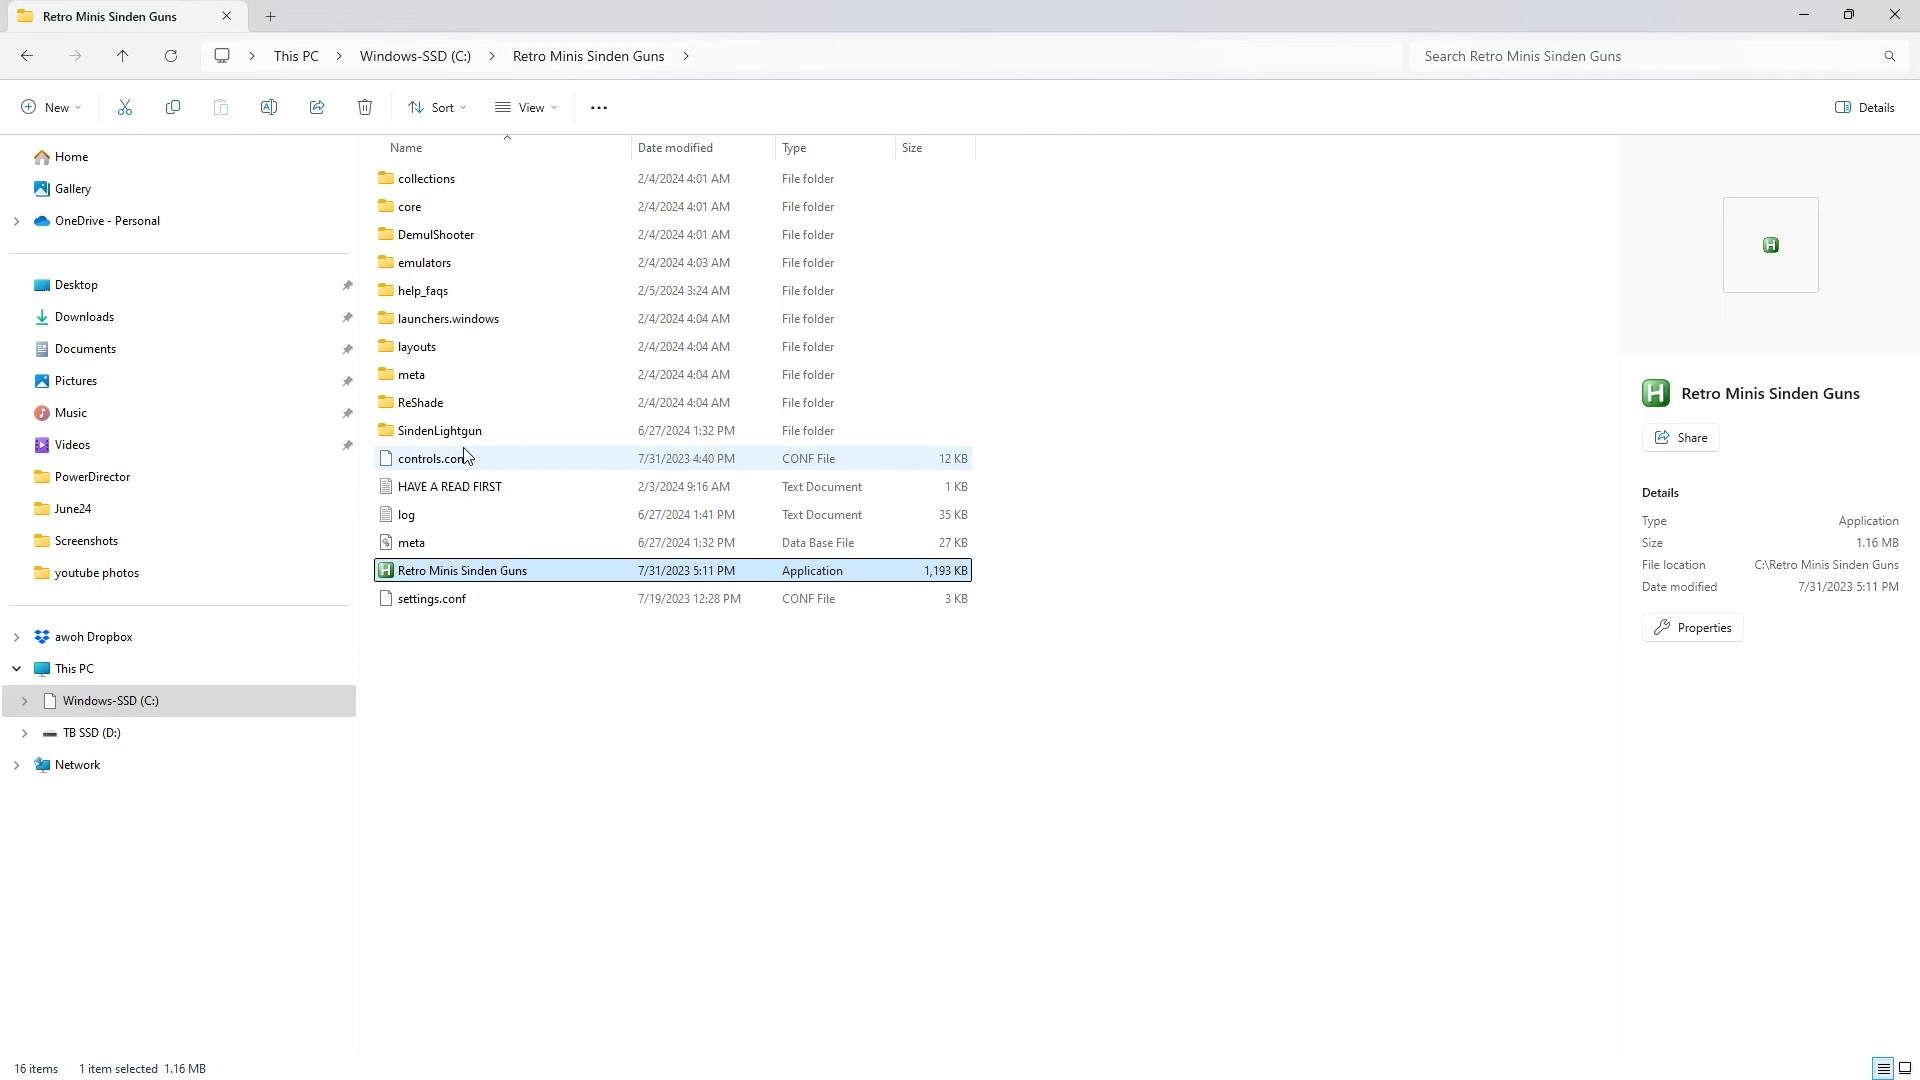 Retro Minis Sinden Guns
This PC > Windows-SSD (C:) > Retro Minis Sinden Guns >
Search Retro Minis Sinden Guns
New
Sort
View
Details
Home
Gallery
OneDrive - Personal
Desktop
Downloads
Documents
Pictures
Music
Videos
PowerDirector
June24
Screenshots
youtube photos
awoh Dropbox
This PC
Windows-SSD (C:)
TB SSD (D:)
Network
Name Date modified Type Size
collections 2/4/2024 4:01 AM File folder
core 2/4/2024 4:01 AM File folder
DemulShooter 2/4/2024 4:01 AM File folder
emulators 2/4/2024 4:03 AM File folder
help_faqs 2/5/2024 3:24 AM File folder
launchers.windows 2/4/2024 4:04 AM File folder
layouts 2/4/2024 4:04 AM File folder
meta 2/4/2024 4:04 AM File folder
ReShade 2/4/2024 4:04 AM File folder
SindenLightgun 6/27/2024 1:32 PM File folder
controls.conf 7/31/2023 4:40 PM CONF File 12 KB
HAVE A READ FIRST 2/3/2024 9:16 AM Text Document 1 KB
log 6/27/2024 1:41 PM Text Document 35 KB
meta 6/27/2024 1:32 PM Data Base File 27 KB
Retro Minis Sinden Guns 7/31/2023 5:11 PM Application 1,193 KB
settings.conf 7/19/2023 12:28 PM CONF File 3 KB
H
H Retro Minis Sinden Guns
Share
Details
Type Application
Size 1.16 MB
File location C:\Retro Minis Sinden Guns
Date modified 7/31/2023 5:11 PM
Properties
16 items 1 item selected 1.16 MB